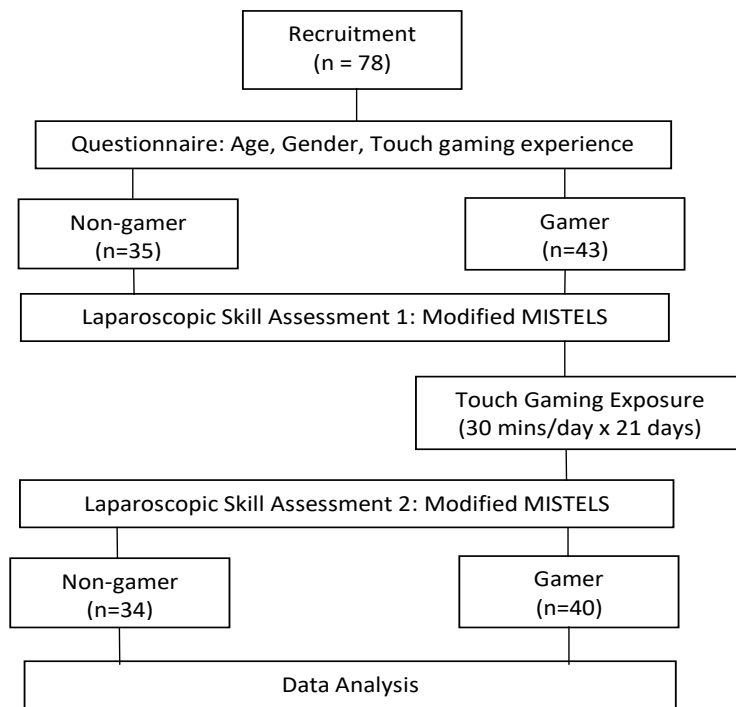 Recruitment
(n = 78)
Questionnaire: Age, Gender, Touch gaming experience
Non-gamer
(n=35)
Gamer
(n=43)
Laparoscopic Skill Assessment 1: Modified MISTELS
Touch Gaming Exposure
(30 mins/day x 21 days)
Laparoscopic Skill Assessment 2: Modified MISTELS
Non-gamer
(n=34)
Gamer
(n=40)
Data Analysis